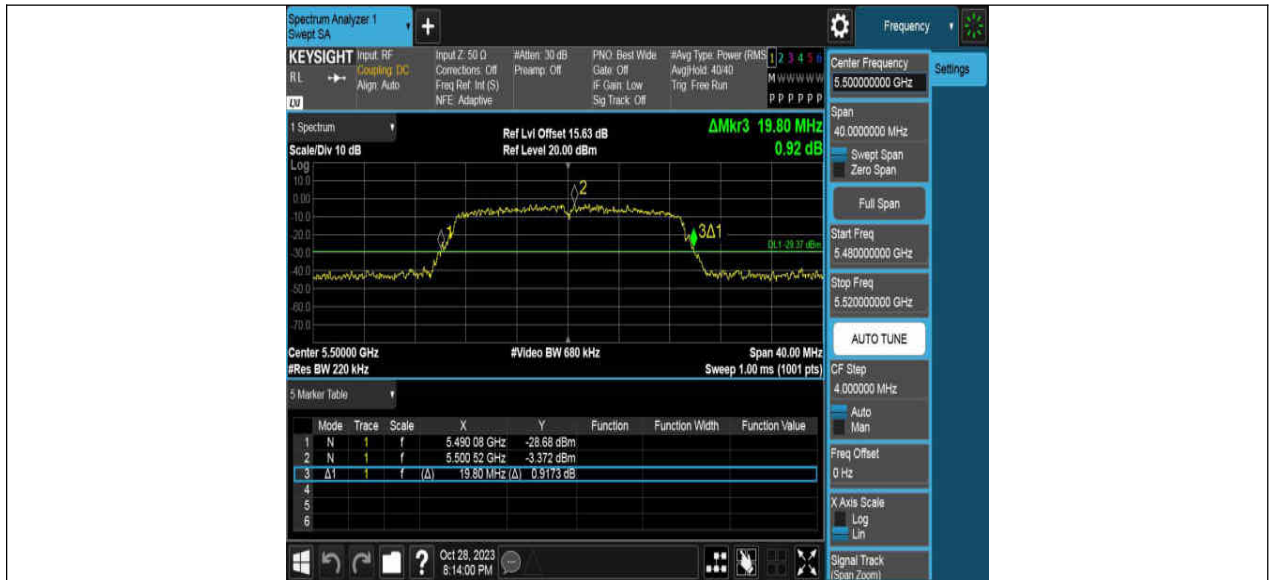 Spectrum Analyzer 1
Swept SA
+
Frequency
KEYSIGHT
Input: RF
Coupling: DC
Align: Auto
RL
LXI
Input Z: 50 Ω
Corrections: Off
Freq Ref: Int (S)
NFE: Adaptive
#Atten: 30 dB
Preamp: Off
PNO: Best Wide
Gate: Off
IF Gain: Low
Sig Track: Off
#Avg Type: Power (RMS
Avg|Hold: 40/40
Trig: Free Run
1 2 3 4 5 6
M W W W W W
P P P P P P
Center Frequency
5.500000000 GHz
Settings
Span
40.0000000 MHz
Swept Span
Zero Span
Full Span
Start Freq
5.480000000 GHz
Stop Freq
5.520000000 GHz
AUTO TUNE
CF Step
4.000000 MHz
Auto
Man
Freq Offset
0 Hz
X Axis Scale
Log
Lin
Signal Track
(Span Zoom)
1 Spectrum
Scale/Div 10 dB
Ref Lvl Offset 15.63 dB
Ref Level 20.00 dBm
ΔMkr3 19.80 MHz
0.92 dB
Log
10.0
0.00
-10.0
-20.0
-30.0
-40.0
-50.0
-60.0
-70.0
1
2
3Δ1
DL1 -29.37 dBm
Center 5.50000 GHz
#Res BW 220 kHz
#Video BW 680 kHz
Span 40.00 MHz
Sweep 1.00 ms (1001 pts)
5 Marker Table
Mode Trace Scale X Y Function Function Width Function Value
1 N 1 f 5.490 08 GHz -28.68 dBm
2 N 1 f 5.500 52 GHz -3.372 dBm
3 Δ1 1 f (Δ) 19.80 MHz (Δ) 0.9173 dB
4
5
6
?
Oct 28, 2023
8:14:00 PM